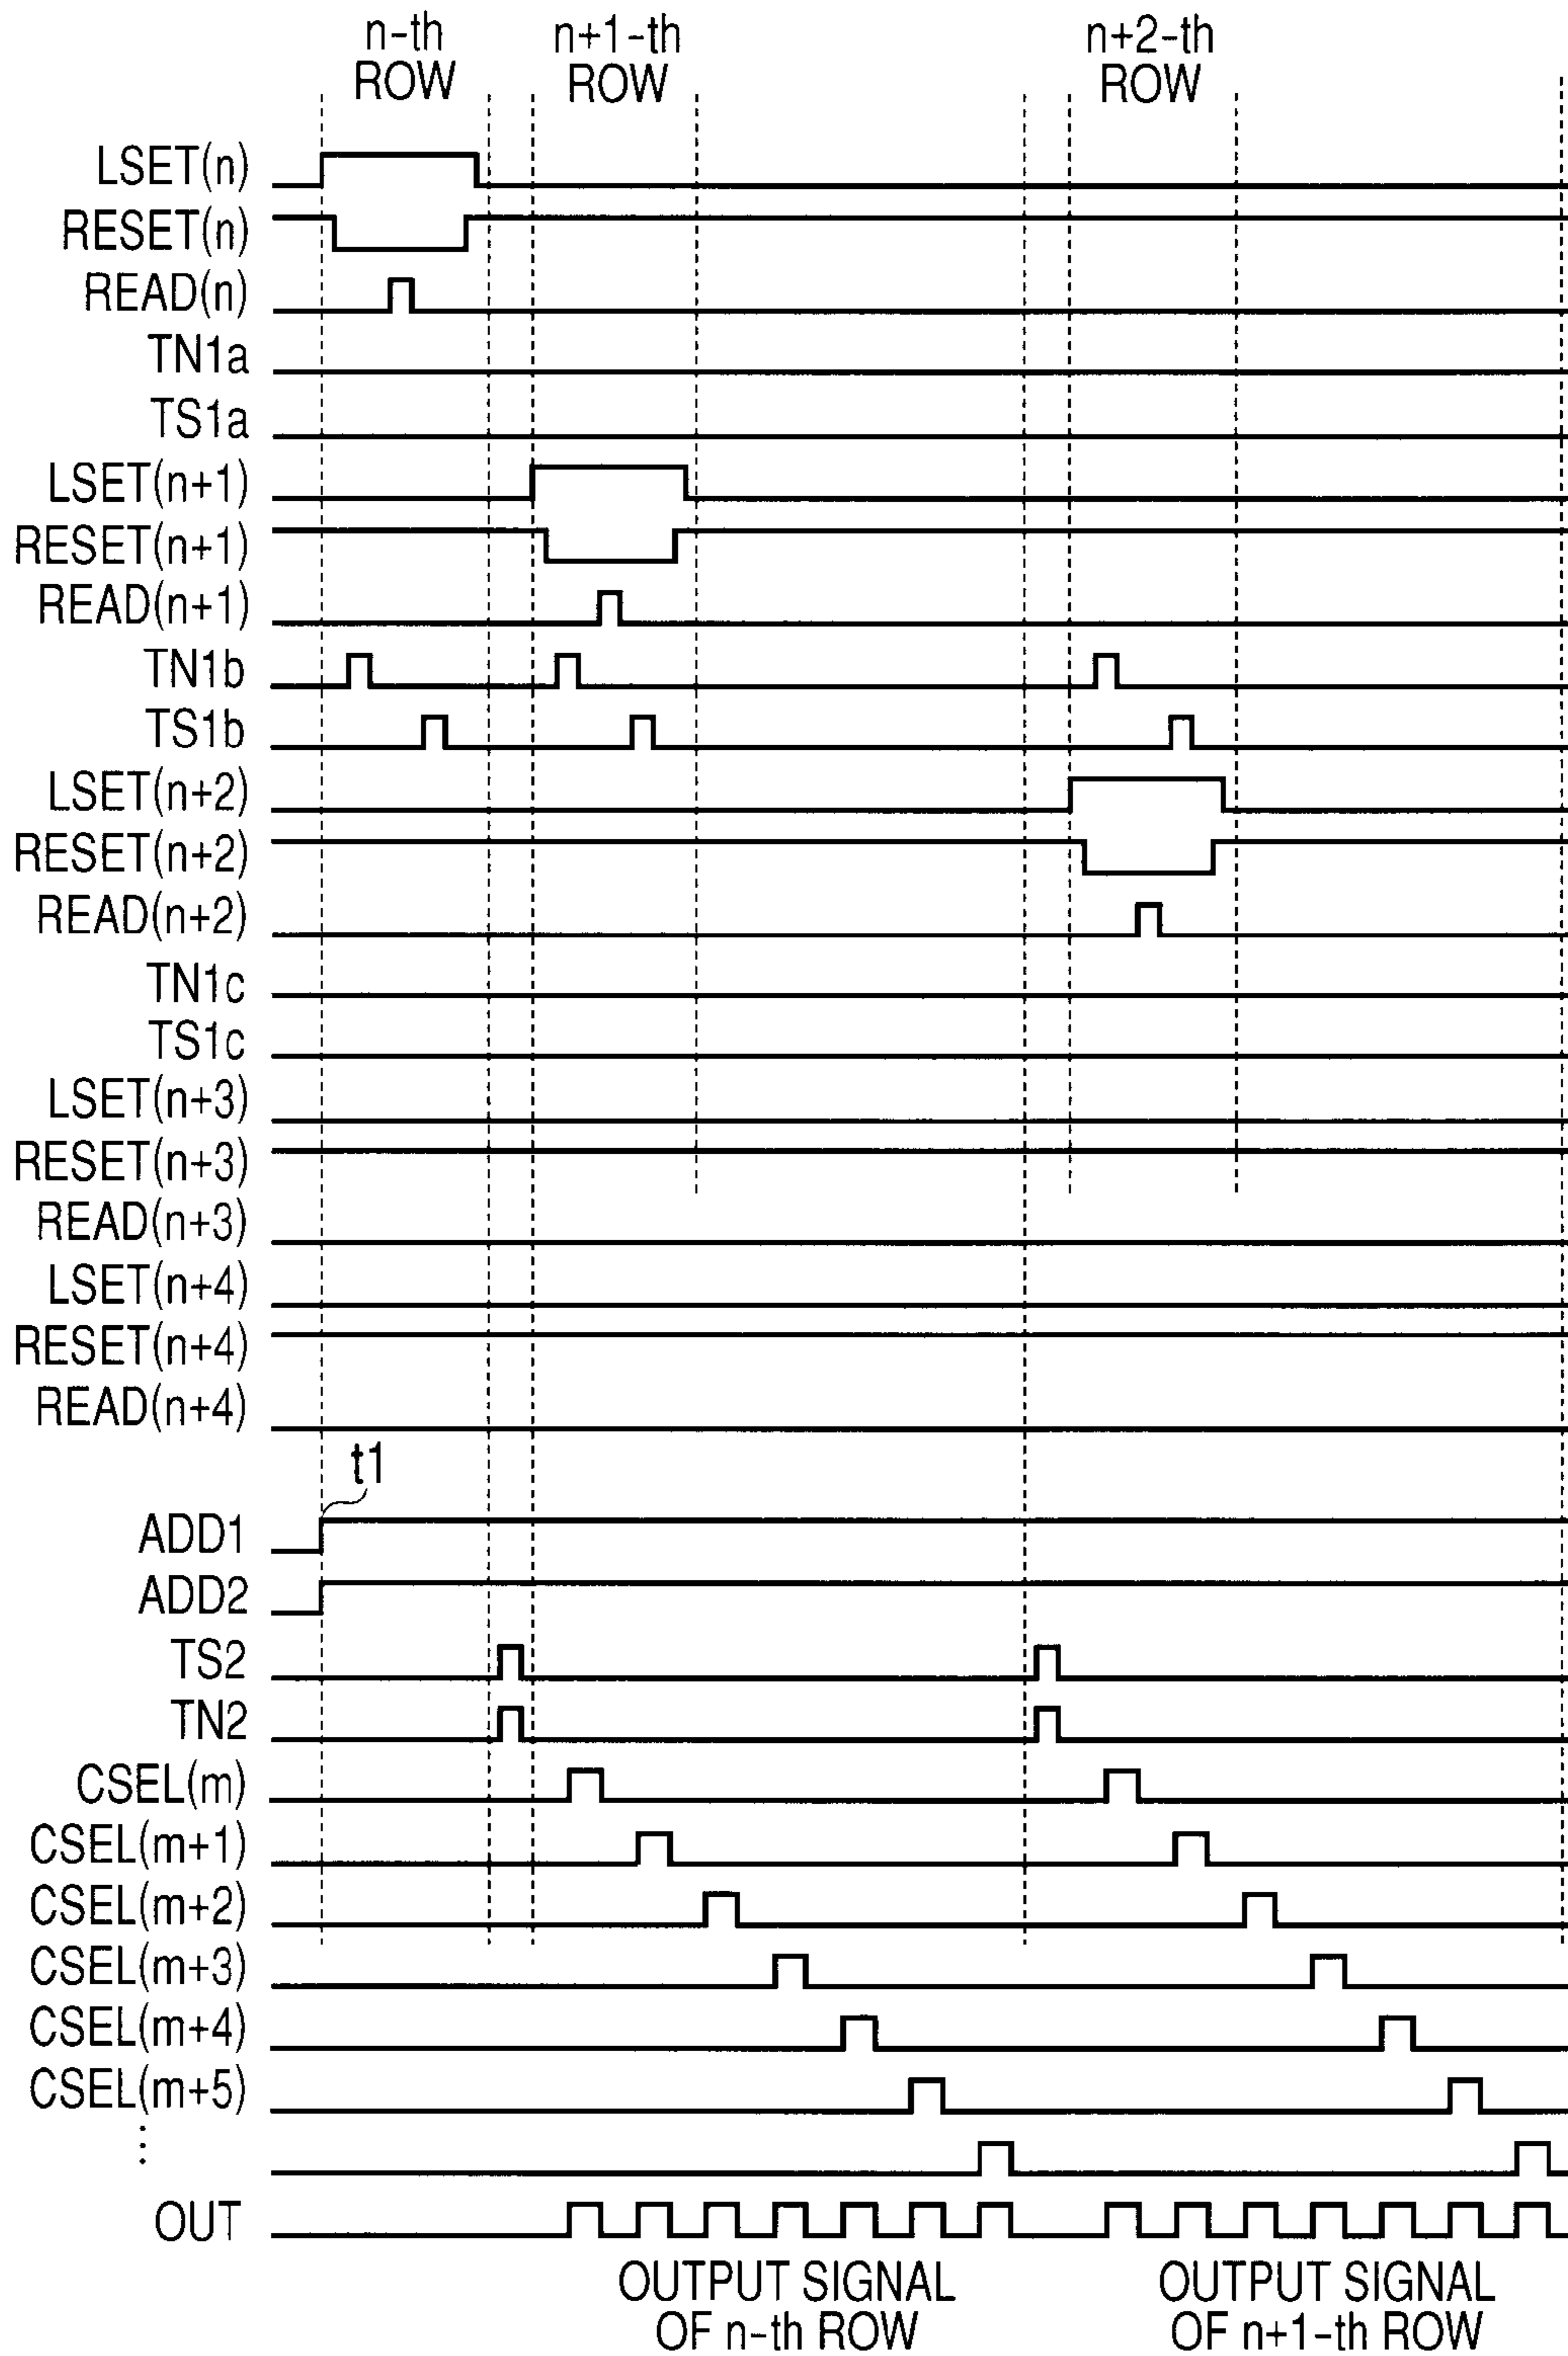 n-th
ROW
n+1-th
ROW
n+2-th
ROW
LSET(n)
RESET(n)
READ(n)
TN1a
TS1a
LSET(n+1)
RESET(n+1)
READ(n+1)
TN1b
TS1b
LSET(n+2)
RESET(n+2)
READ(n+2)
TN1c
TS1c
LSET(n+3)
RESET(n+3)
READ(n+3)
LSET(n+4)
RESET(n+4)
READ(n+4)
t1
ADD1
ADD2
TS2
TN2
CSEL(m)
CSEL(m+1)
CSEL(m+2)
CSEL(m+3)
CSEL(m+4)
CSEL(m+5)
⋮
OUT
OUTPUT SIGNAL
OF n-th ROW
OUTPUT SIGNAL
OF n+1-th ROW